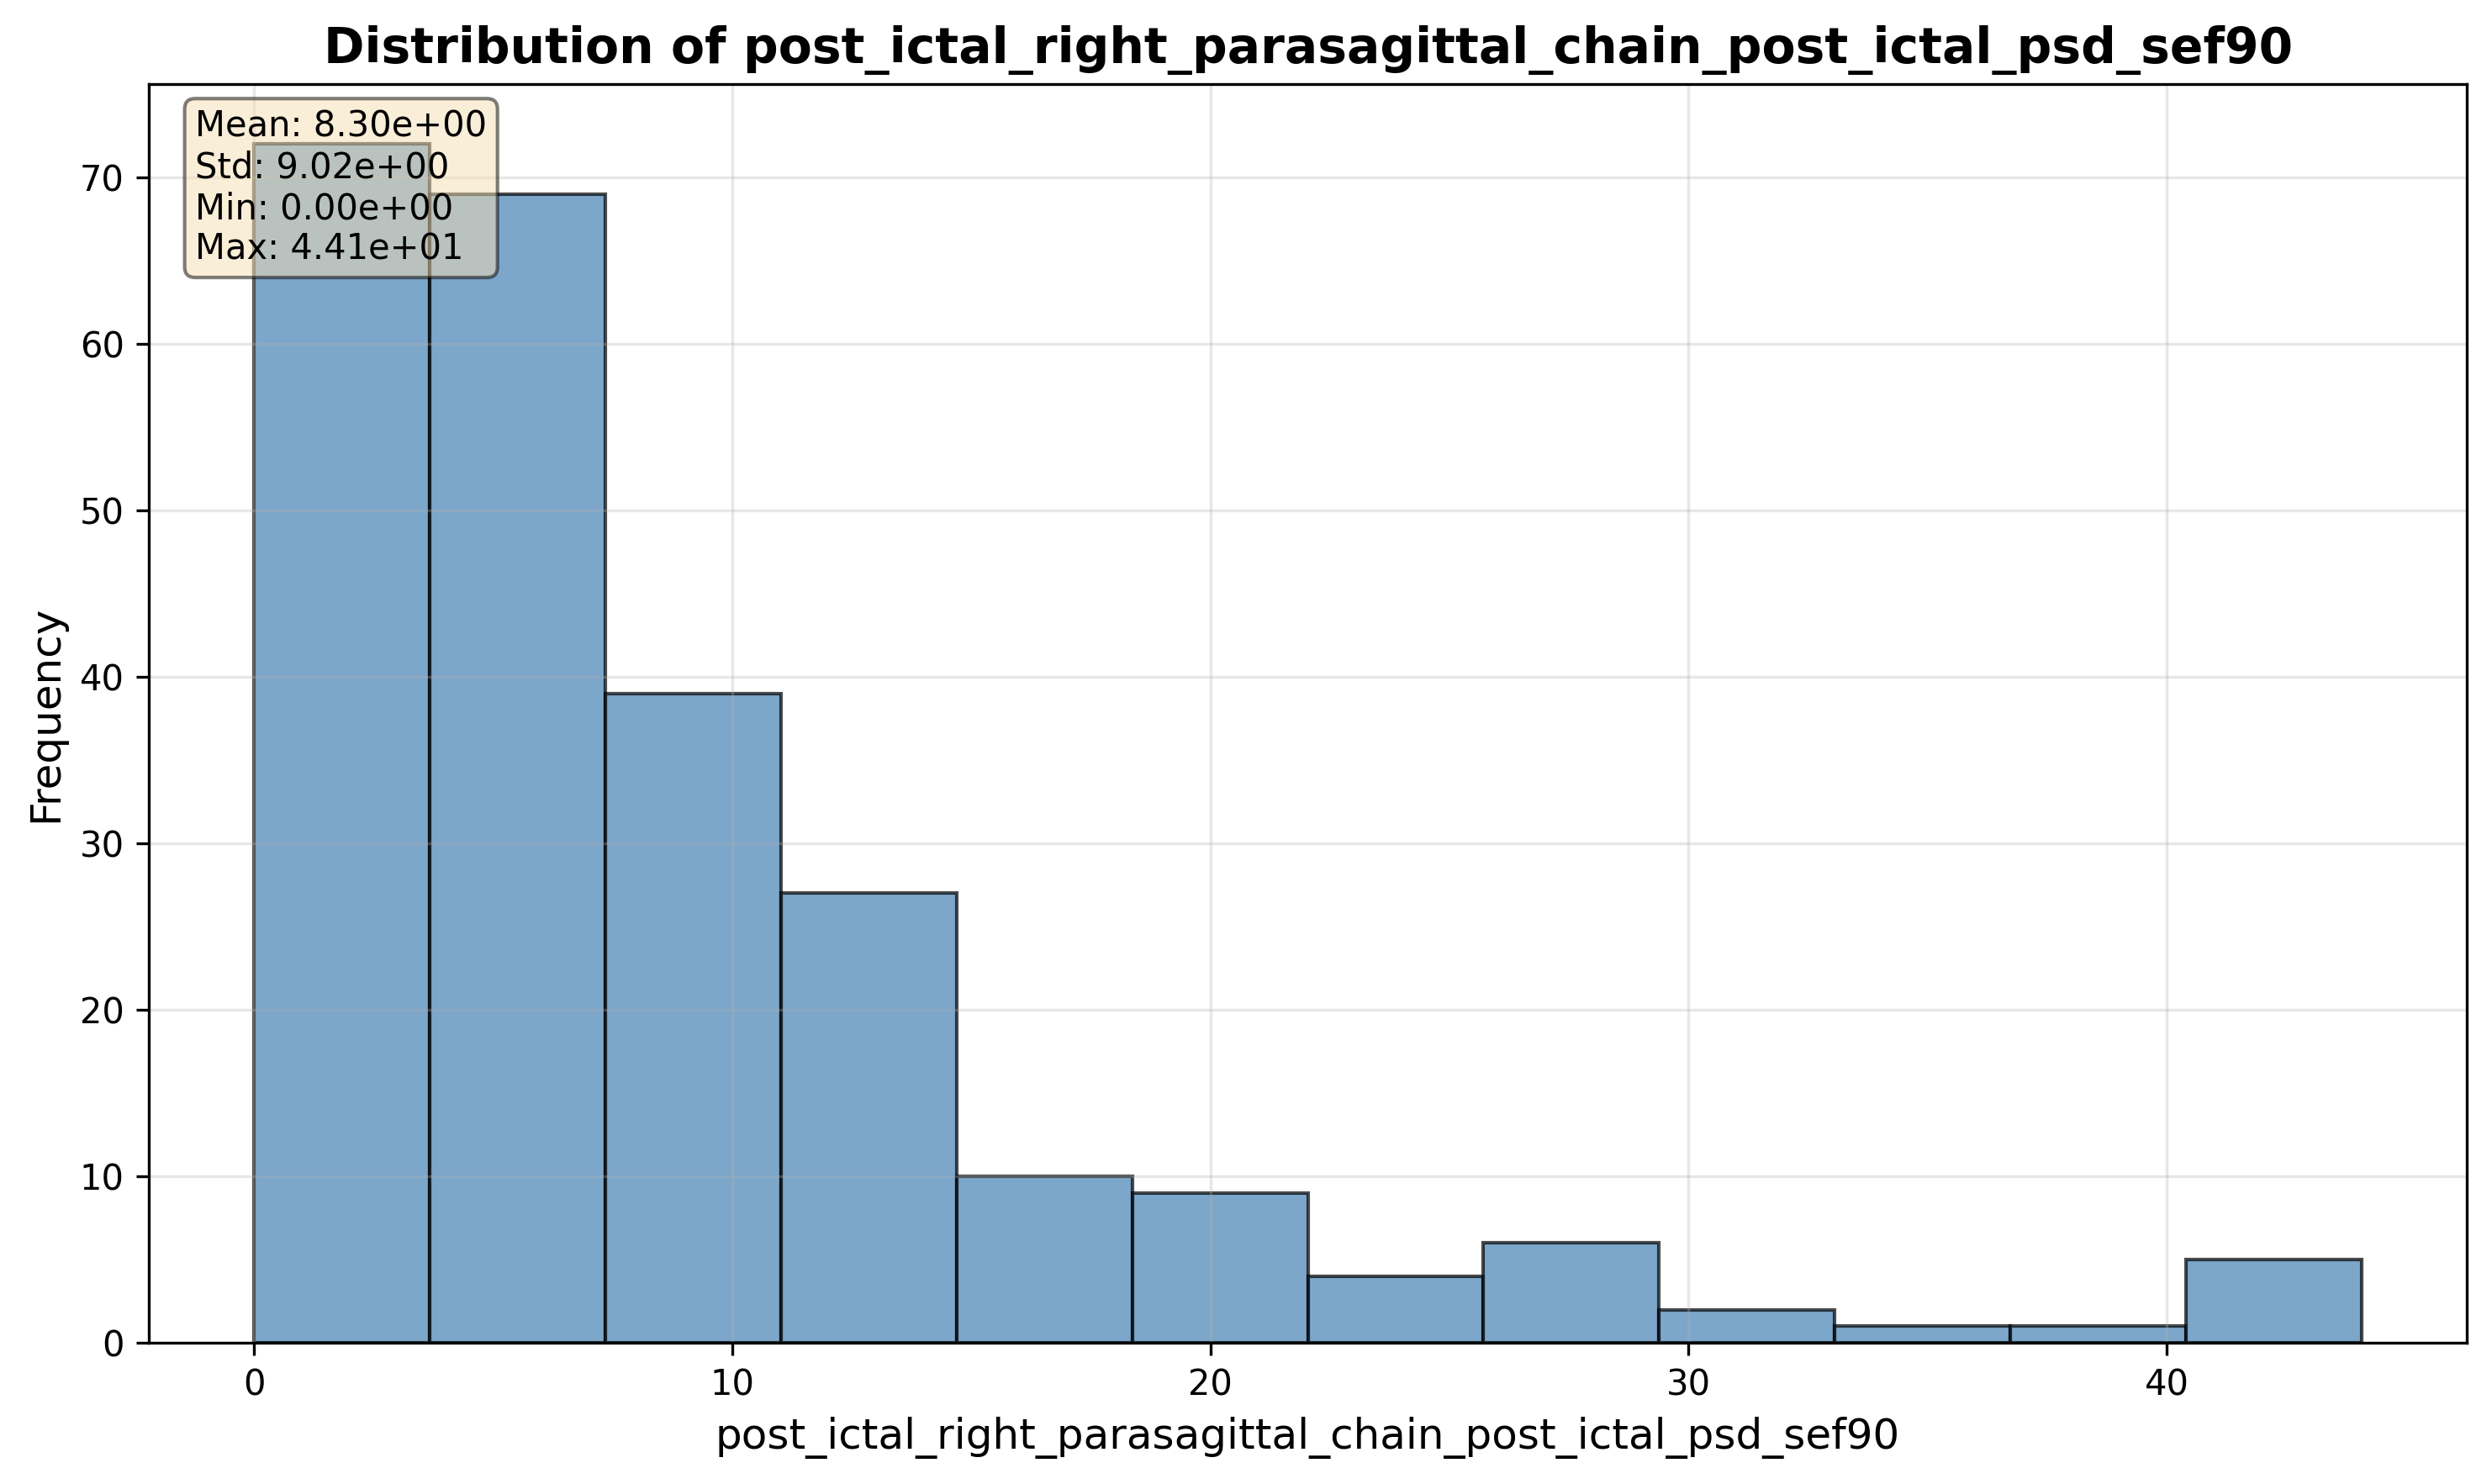 Distribution of post_ictal_right_parasagittal_chain_post_ictal_psd_sef90
Mean: 8.30e+00
Std: 9.02e+00
Min: 0.00e+00
Max: 4.41e+01
70
60
50
40
30
20
10
0
Frequency
0 10 20 30 40
post_ictal_right_parasagittal_chain_post_ictal_psd_sef90